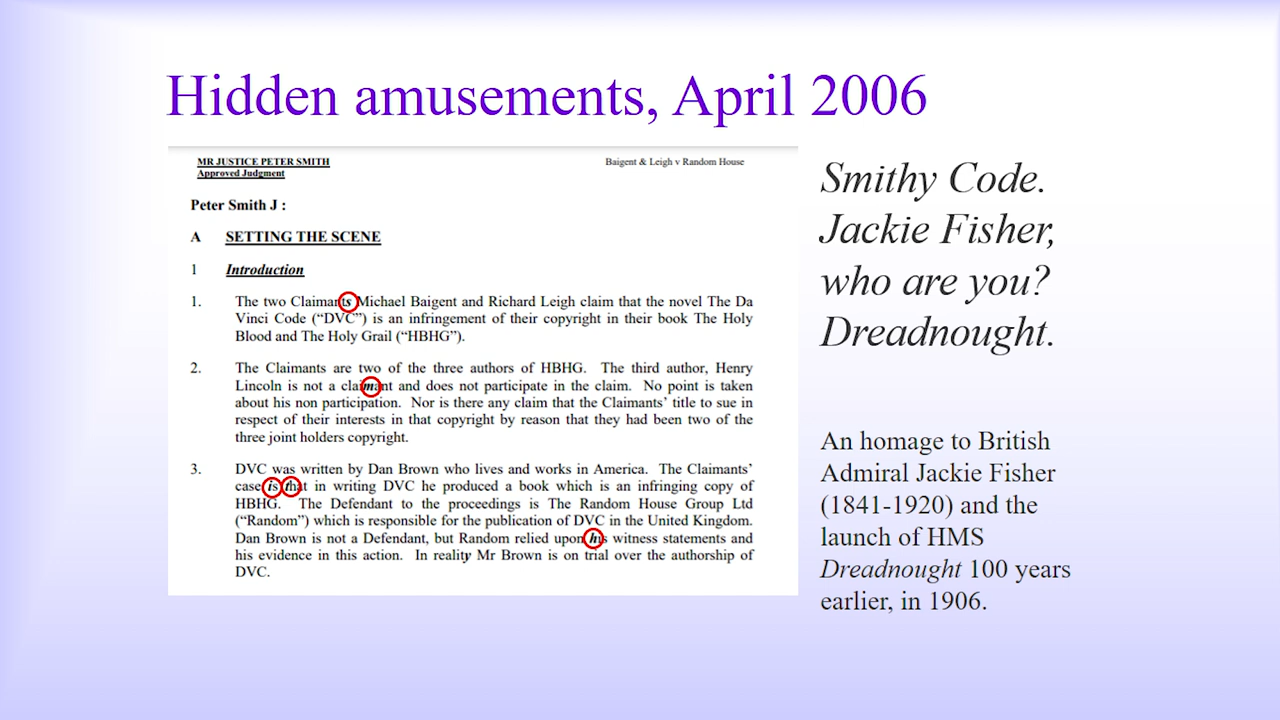 Hidden amusements, April 2006
MR JUSTICE PETER SMITH
Approved Judgment
Baigent & Leigh v Random House
Peter Smith J :
A SETTING THE SCENE
1 Introduction
1. The two Claimants Michael Baigent and Richard Leigh claim that the novel The Da
Vinci Code (“DVC”) is an infringement of their copyright in their book The Holy
Blood and The Holy Grail (“HBHG”).
2. The Claimants are two of the three authors of HBHG. The third author, Henry
Lincoln is not a claimant and does not participate in the claim. No point is taken
about his non participation. Nor is there any claim that the Claimants’ title to sue in
respect of their interests in that copyright by reason that they had been two of the
three joint holders copyright.
3. DVC was written by Dan Brown who lives and works in America. The Claimants’
case is that in writing DVC he produced a book which is an infringing copy of
HBHG. The Defendant to the proceedings is The Random House Group Ltd
(“Random”) which is responsible for the publication of DVC in the United Kingdom.
Dan Brown is not a Defendant, but Random relied upon his witness statements and
his evidence in this action. In reality Mr Brown is on trial over the authorship of
DVC.
Smithy Code.
Jackie Fisher,
who are you?
Dreadnought.
An homage to British
Admiral Jackie Fisher
(1841-1920) and the
launch of HMS
Dreadnought 100 years
earlier, in 1906.